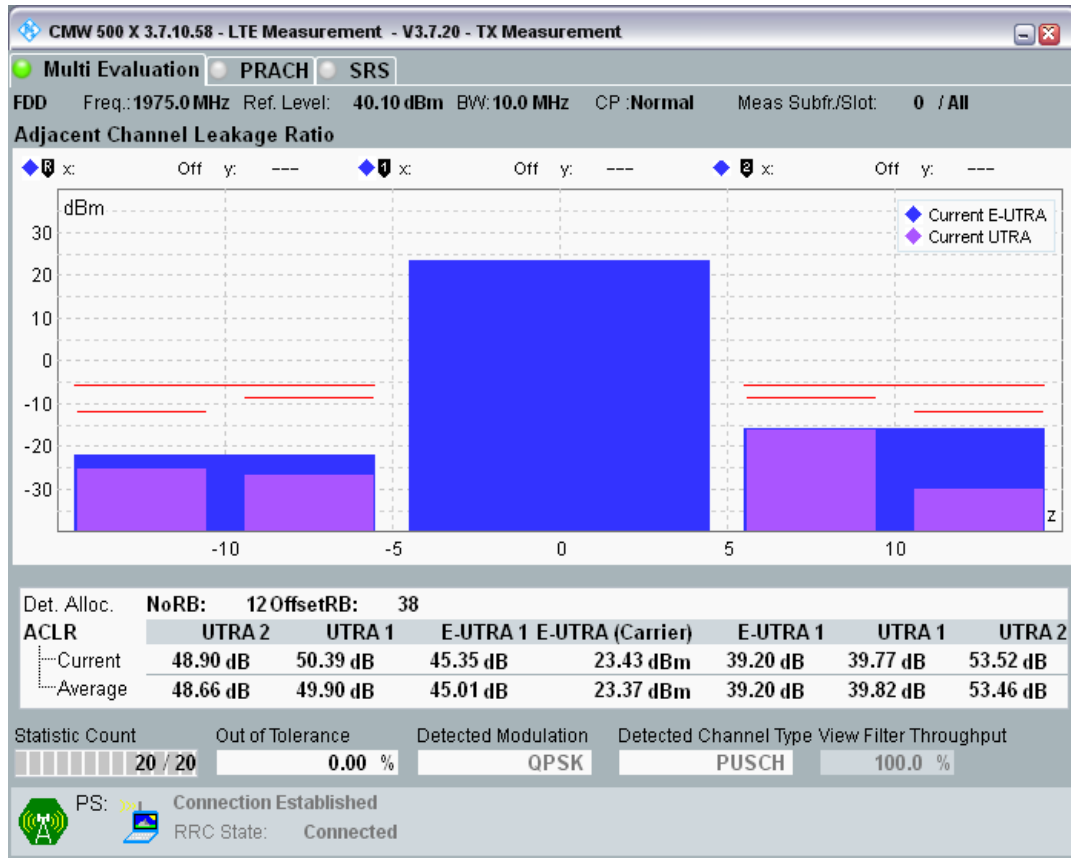 CMW 500 X 3.7.10.58 - LTE Measurement - V3.7.20 - TX Measurement
Multi Evaluation PRACH SRS
FDD Freq.: 1975.0 MHz Ref. Level: 40.10 dBm BW: 10.0 MHz CP :Normal Meas Subfr./Slot: 0 / All
Adjacent Channel Leakage Ratio
R x: Off y: --- 1 x: Off y: --- 2 x: Off y: ---
dBm
Current E-UTRA
Current UTRA
30
20
10
0
-10
-20
-30
z
-10 -5 0 5 10
Det. Alloc. NoRB: 12 OffsetRB: 38
ACLR UTRA 2 UTRA 1 E-UTRA 1 E-UTRA (Carrier) E-UTRA 1 UTRA 1 UTRA 2
Current 48.90 dB 50.39 dB 45.35 dB 23.43 dBm 39.20 dB 39.77 dB 53.52 dB
Average 48.66 dB 49.90 dB 45.01 dB 23.37 dBm 39.20 dB 39.82 dB 53.46 dB
Statistic Count Out of Tolerance Detected Modulation Detected Channel Type View Filter Throughput
20 / 20 0.00 % QPSK PUSCH 100.0 %
PS: Connection Established
RRC State: Connected